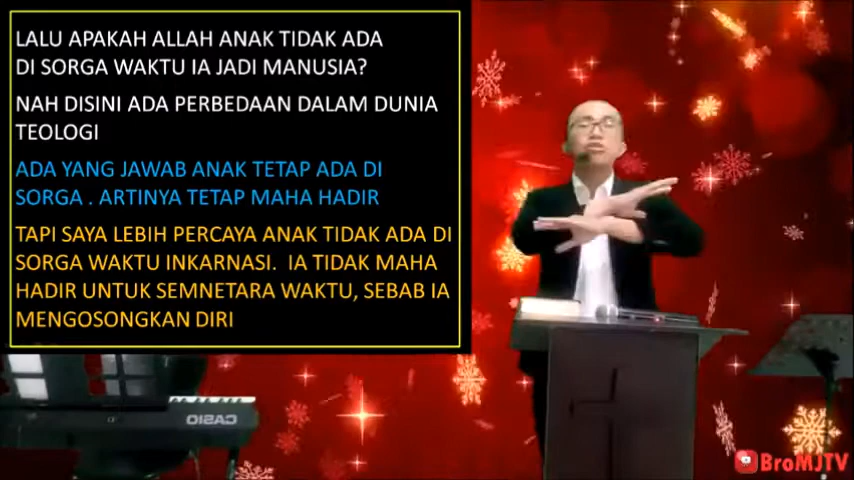 LALU APAKAH ALLAH ANAK TIDAK ADA
DI SORGA WAKTU IA JADI MANUSIA?
NAH DISINI ADA PERBEDAAN DALAM DUNIA
TEOLOGI
ADA YANG JAWAB ANAK TETAP ADA DI
SORGA . ARTINYA TETAP MAHA HADIR
TAPI SAYA LEBIH PERCAYA ANAK TIDAK ADA DI
SORGA WAKTU INKARNASI. IA TIDAK MAHA
HADIR UNTUK SEMNETARA WAKTU, SEBAB IA
MENGOSONGKAN DIRI
CASIO
BroMJTV